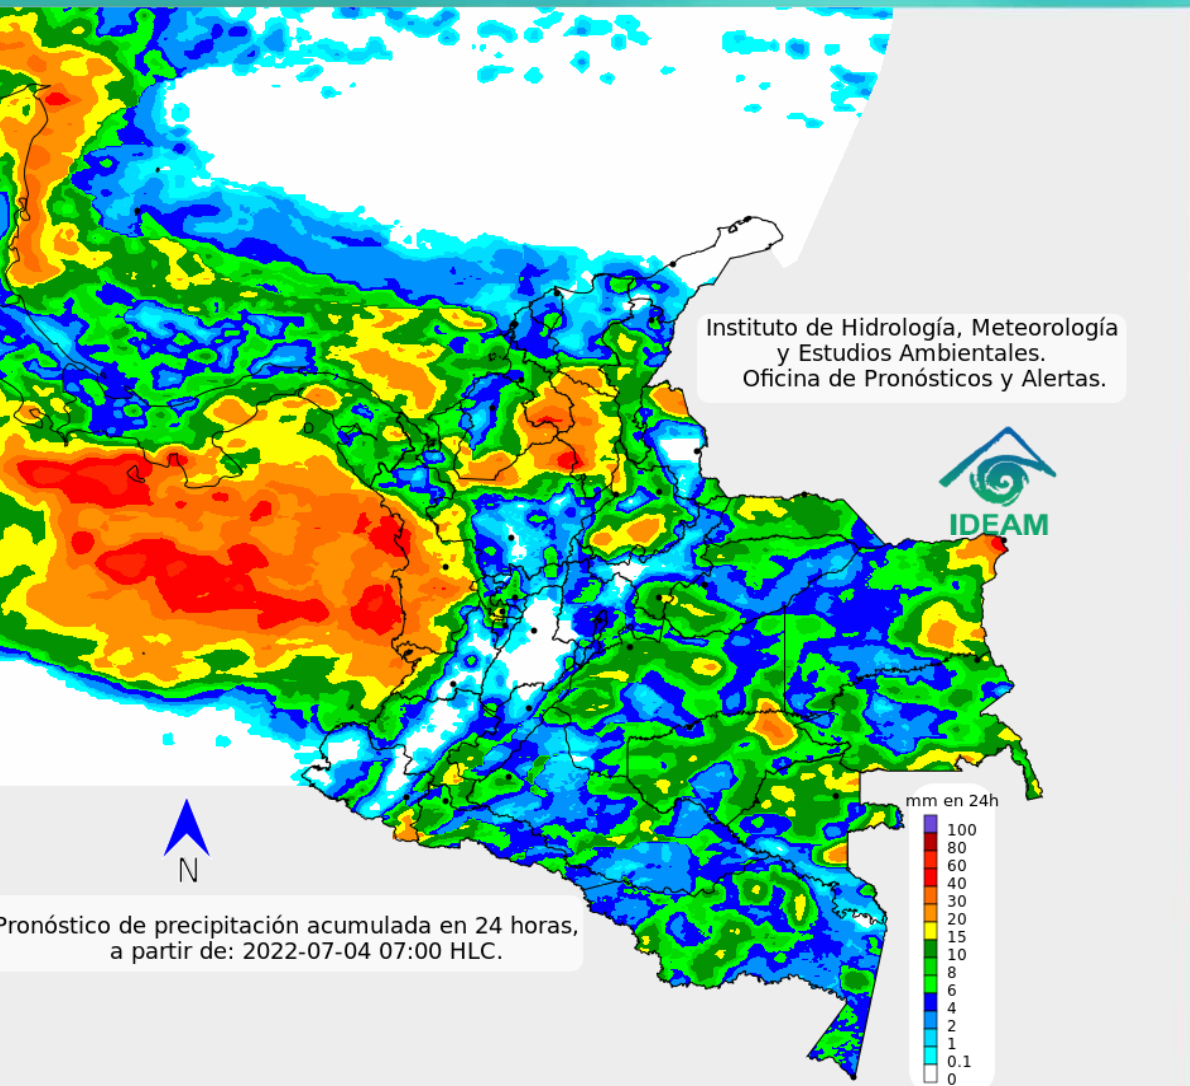 Instituto de Hidrología, Meteorología
y Estudios Ambientales.
Oficina de Pronósticos y Alertas.
IDEAM
mm en 24h
100
80
60
40
30
20
15
10
8
6
4
2
1
0.1
0
N
Pronóstico de precipitación acumulada en 24 horas,
a partir de: 2022-07-04 07:00 HLC.